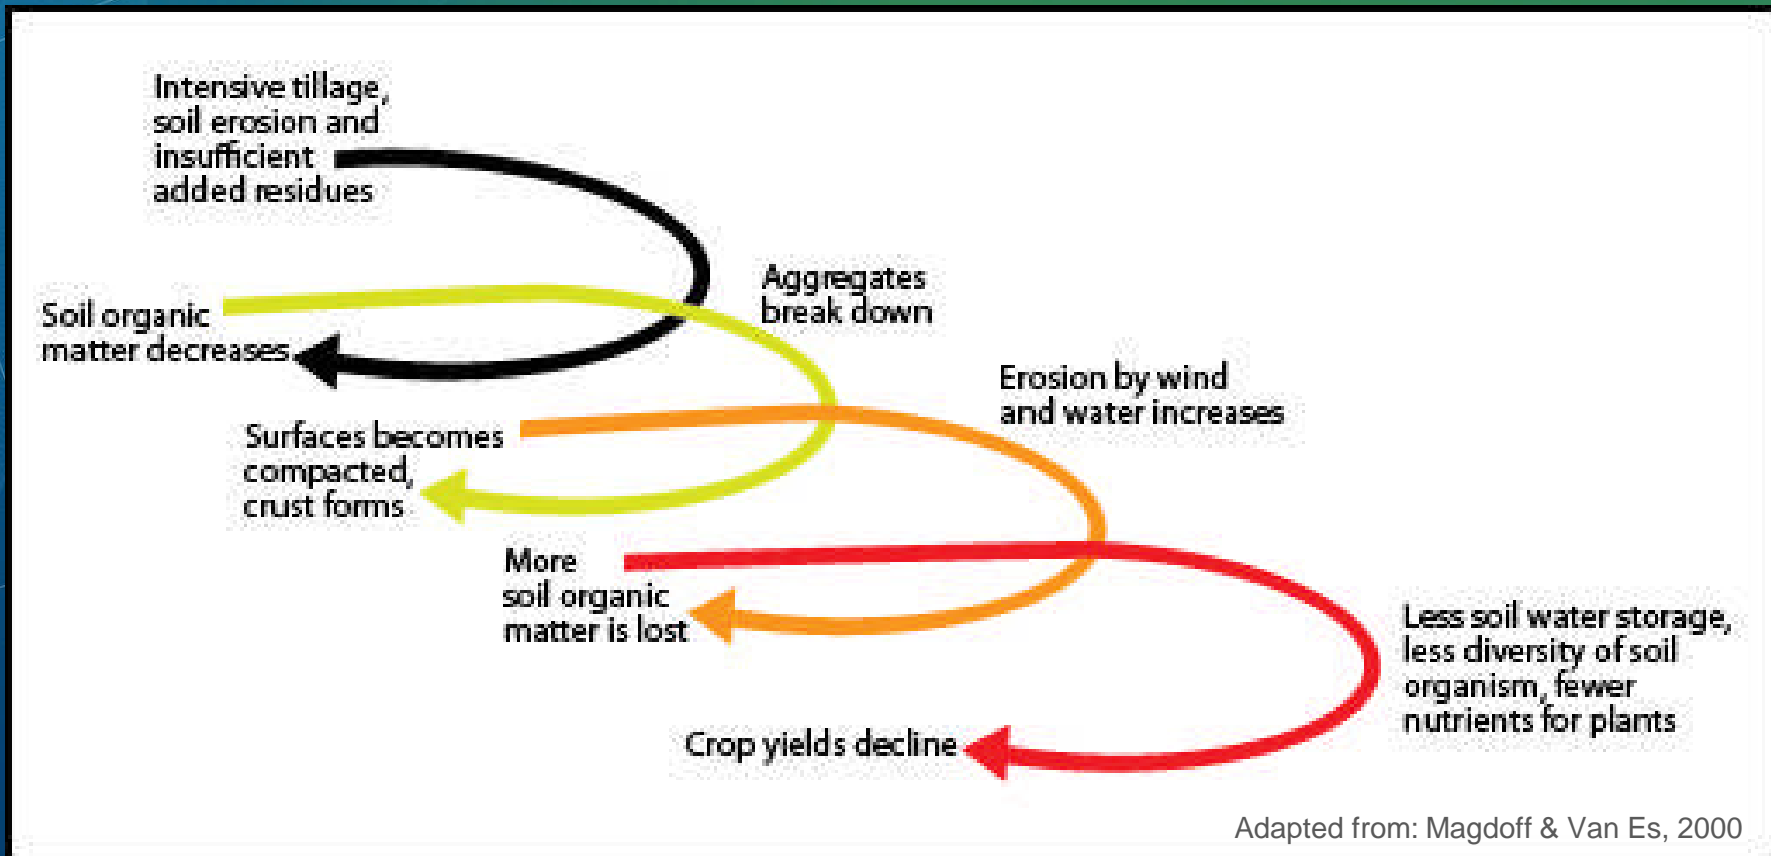 Intensive tillage,
soil erosion and
insufficient
added residues
Aggregates
break down
Soil organic
matter decreases
Erosion by wind
and water increases
Surfaces becomes
compacted,
crust forms
More
soil organic
matter is lost
Less soil water storage,
less diversity of soil
organism, fewer
nutrients for plants
Crop yields decline
Adapted from: Magdoff & Van Es, 2000